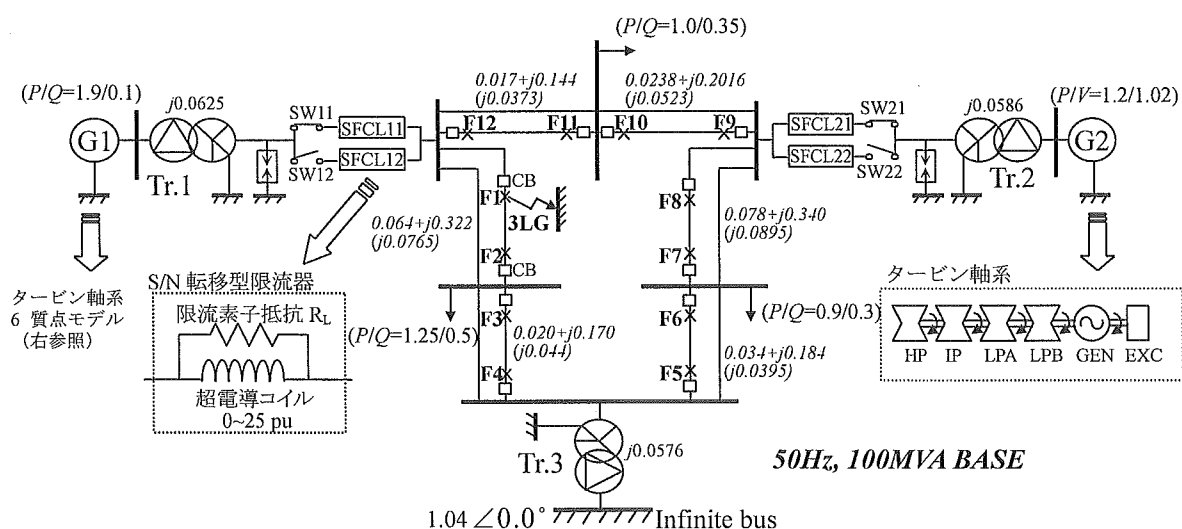 (P/Q=1.0/0.35)
0.017+j0.144
(j0.0373)
0.0238+j0.2016
(j0.0523)
(P/Q=1.9/0.1)
j0.0625
SW11
SFCL11
SFCL12
SW12
G1
Tr.1
F12
F11
F10
F9
SFCL21
SFCL22
SW21
SW22
j0.0586
(P/V=1.2/1.02)
G2
Tr.2
CB
F1
3LG
F2
CB
0.064+j0.322
(j0.0765)
F8
F7
0.078+j0.340
(j0.0895)
タービン軸系
6 質点モデル
(右参照)
S/N 転移型限流器
限流素子抵抗 RL
超電導コイル
0~25 pu
(P/Q=1.25/0.5)
F3
F4
0.020+j0.170
(j0.044)
F6
F5
(P/Q=0.9/0.3)
0.034+j0.184
(j0.0395)
タービン軸系
HP IP LPA LPB GEN EXC
Tr.3
j0.0576
50Hz, 100MVA BASE
1.04 ∠0.0° Infinite bus